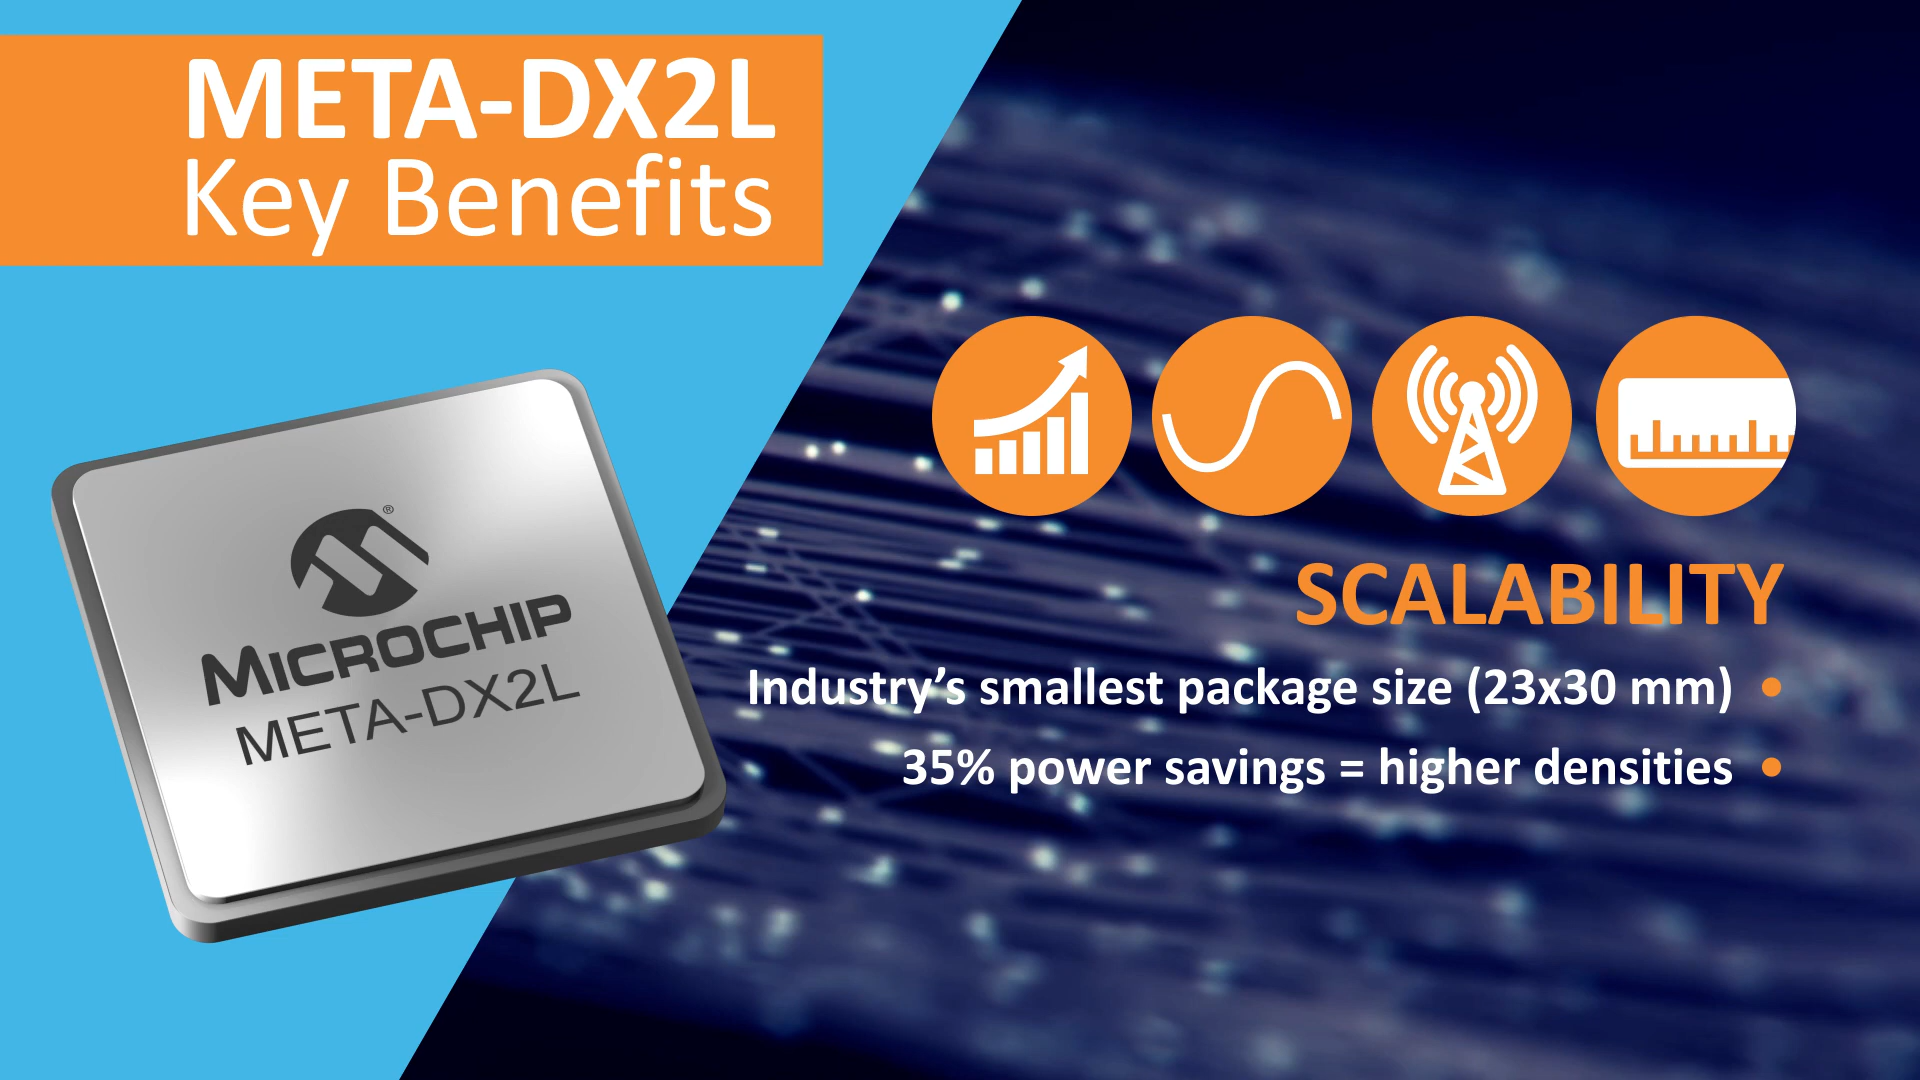 META-DX2L
Key Benefits
®
MICROCHIP
META-DX2L
SCALABILITY
Industry’s smallest package size (23x30 mm) •
35% power savings = higher densities •